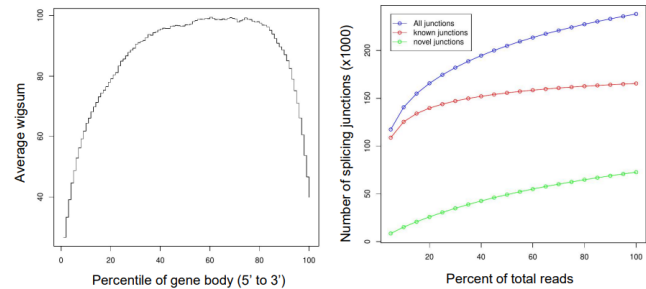 Average wigsum
100
80
60
40
0
20
40
60
80
100
Percentile of gene body (5' to 3')
Number of splicing junctions (x1000)
200
150
100
50
0
All junctions
known junctions
novel junctions
20
40
60
80
100
Percent of total reads